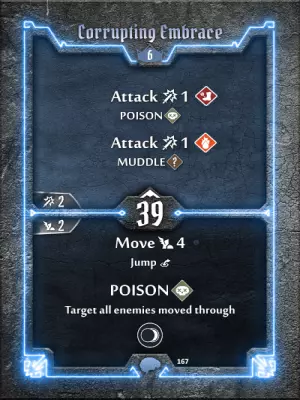 Corrupting Embrace
6
Attack 1
POISON
Attack 1
MUDDLE ?
2
39
2
Move 4
Jump
POISON
Target all enemies moved through
167